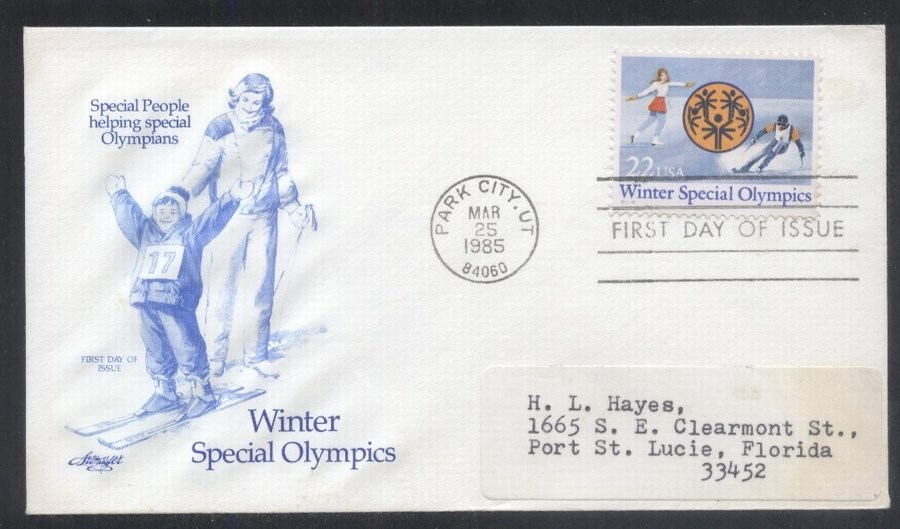 Special People
helping special
Olympians
17
FIRST DAY OF
ISSUE
Winter
Special Olympics
Artmaster
PARK CITY, UT
MAR
25
1985
84060
22 USA
Winter Special Olympics
FIRST DAY OF ISSUE
H. L. Hayes,
1665 S. E. Clearmont St.,
Port St. Lucie, Florida
33452